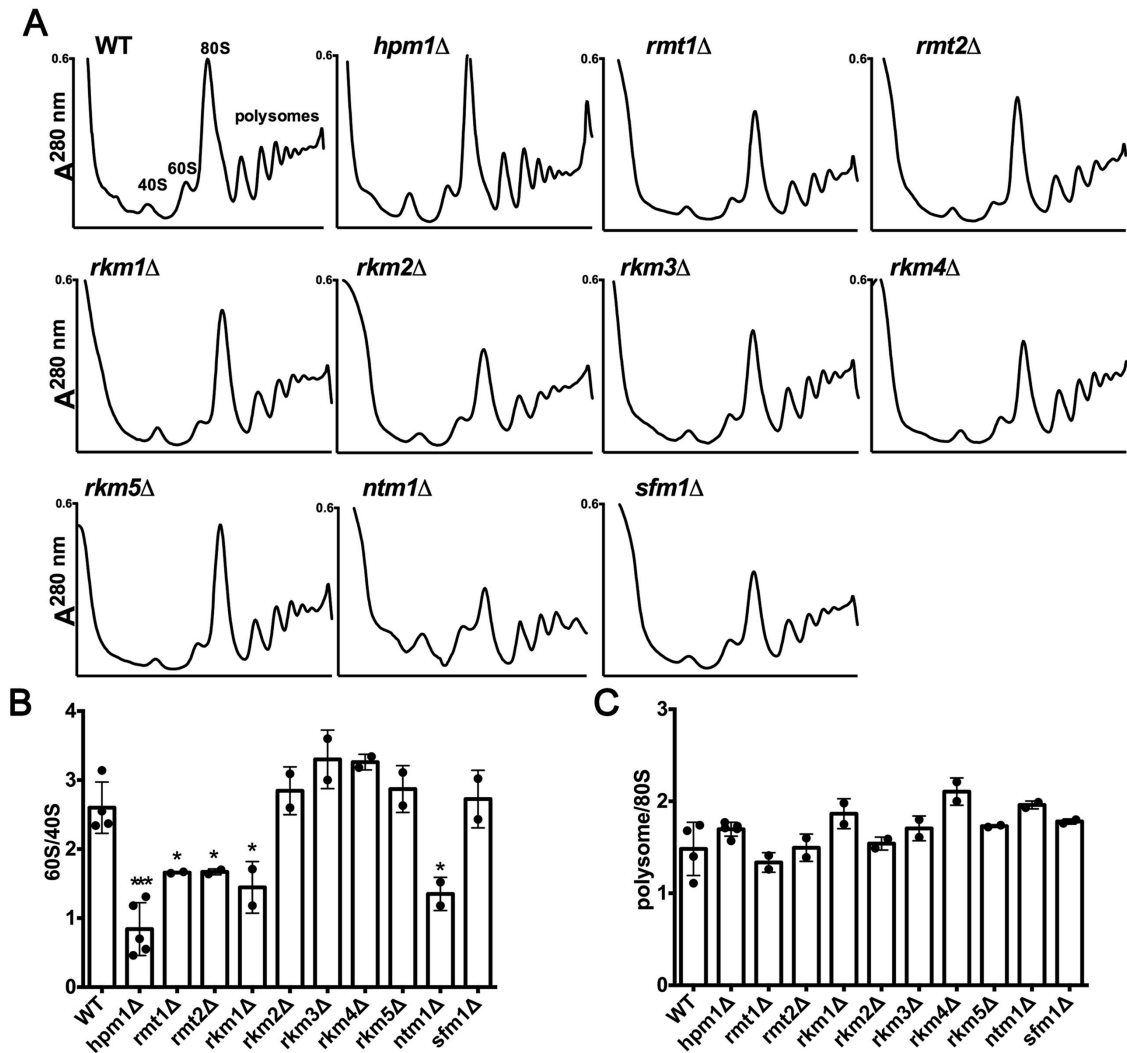 A
WT
hpm1Δ
rmt1Δ
rmt2Δ
0.6
0.6
0.6
0.6
80S
polysomes
60S
40S
A280 nm
rkm1Δ
rkm2Δ
rkm3Δ
rkm4Δ
0.6
0.6
0.6
0.6
A280 nm
rkm5Δ
ntm1Δ
sfm1Δ
0.6
0.6
0.6
A280 nm
B
60S/40S
4
3
2
1
0
***
*
*
*
*
WT
hpm1Δ
rmt1Δ
rmt2Δ
rkm1Δ
rkm2Δ
rkm3Δ
rkm4Δ
rkm5Δ
ntm1Δ
sfm1Δ
C
polysome/80S
3
2
1
0
WT
hpm1Δ
rmt1Δ
rmt2Δ
rkm1Δ
rkm2Δ
rkm3Δ
rkm4Δ
rkm5Δ
ntm1Δ
sfm1Δ